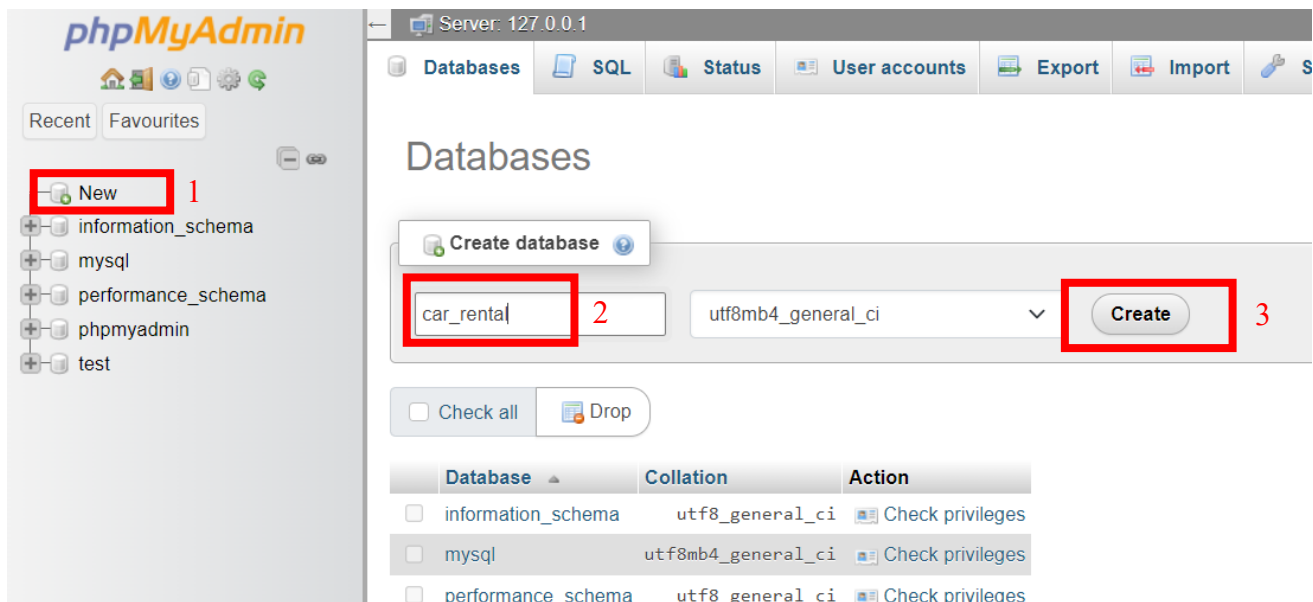 phpMyAdmin
Recent Favourites
New 1
information_schema
mysql
performance_schema
phpmyadmin
test
Server: 127.0.0.1
Databases SQL Status User accounts Export Import S
Databases
Create database
car_rental 2 utf8mb4_general_ci Create 3
Check all Drop
Database Collation Action
information_schema utf8_general_ci Check privileges
mysql utf8mb4_general_ci Check privileges
performance_schema utf8_general_ci Check privileges